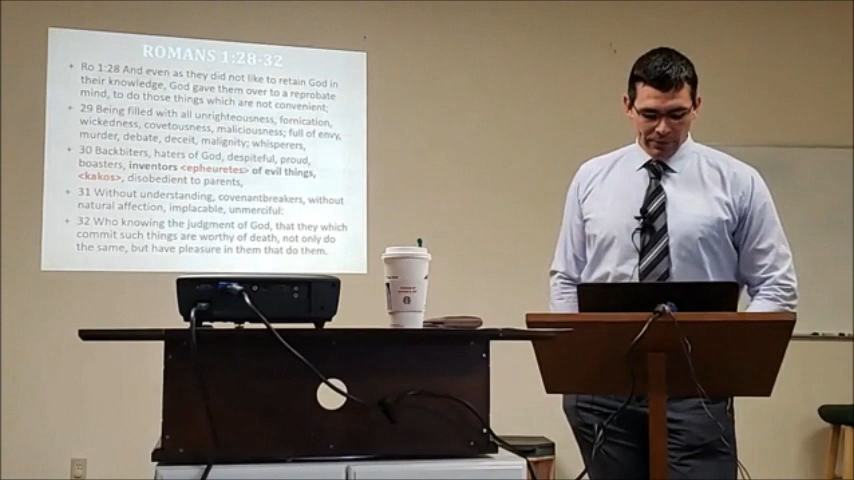 ROMANS 1:28-32
Ro 1:28 And even as they did not like to retain God in
their knowledge, God gave them over to a reprobate
mind, to do those things which are not convenient;
29 Being filled with all unrighteousness, fornication,
wickedness, covetousness, maliciousness; full of envy,
murder, debate, deceit, malignity; whisperers,
30 Backbiters, haters of God, despiteful, proud,
boasters, inventors <epheuretes> of evil things,
<kakos>, disobedient to parents,
31 Without understanding, covenantbreakers, without
natural affection, implacable, unmerciful:
32 Who knowing the judgment of God, that they which
commit such things are worthy of death, not only do
the same, but have pleasure in them that do them.